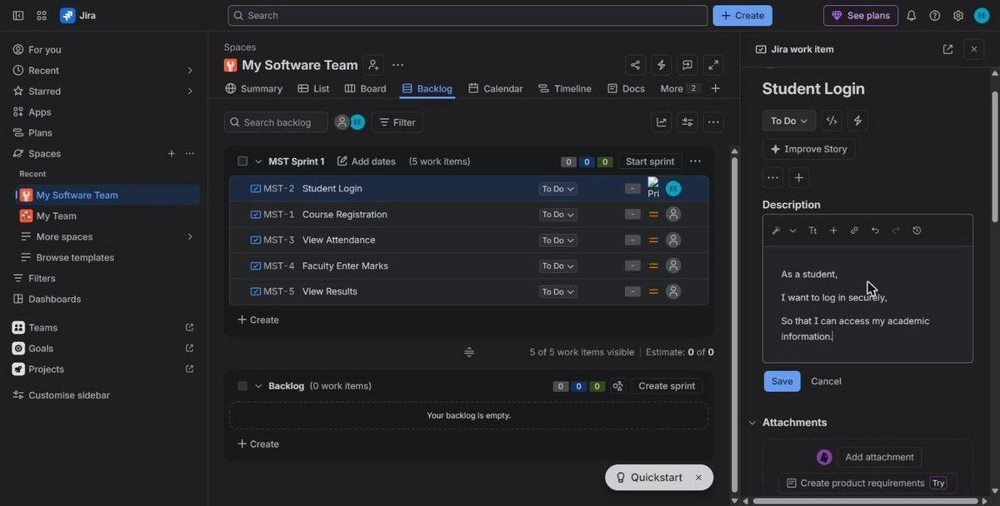 Jira
Search
+ Create
See plans
EE
For you
Recent
Starred
Apps
Plans
Spaces
Recent
My Software Team
My Team
More spaces
Browse templates
Filters
Dashboards
Teams
Goals
Projects
Customise sidebar
Spaces
My Software Team
Summary
List
Board
Backlog
Calendar
Timeline
Docs
More 2
Search backlog
EE
Filter
MST Sprint 1
Add dates
(5 work items)
0 0 0
Start sprint
MST-2 Student Login To Do - Pri EE
MST-1 Course Registration To Do -
MST-3 View Attendance To Do -
MST-4 Faculty Enter Marks To Do -
MST-5 View Results To Do -
+ Create
5 of 5 work items visible
Estimate: 0 of 0
Backlog (0 work items)
0 0 0
Create sprint
Your backlog is empty.
+ Create
Quickstart
Jira work item
Student Login
To Do
Improve Story
Description
Tt
As a student,
I want to log in securely,
So that I can access my academic
information.
Save
Cancel
Attachments
Add attachment
Create product requirements Try